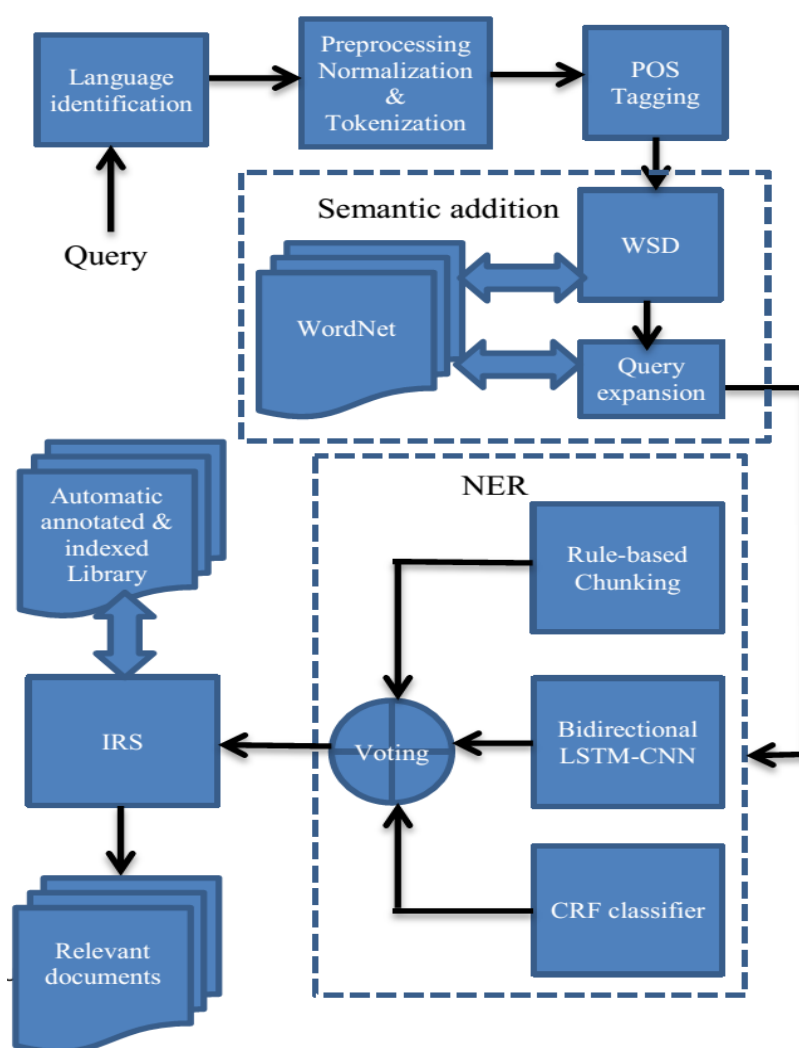 Language
identification
Preprocessing
Normalization
&
Tokenization
POS
Tagging
Query
Semantic addition
WSD
WordNet
Query
expansion
Automatic
annotated &
indexed
Library
NER
Rule-based
Chunking
IRS
Voting
Bidirectional
LSTM-CNN
CRF classifier
Relevant
documents